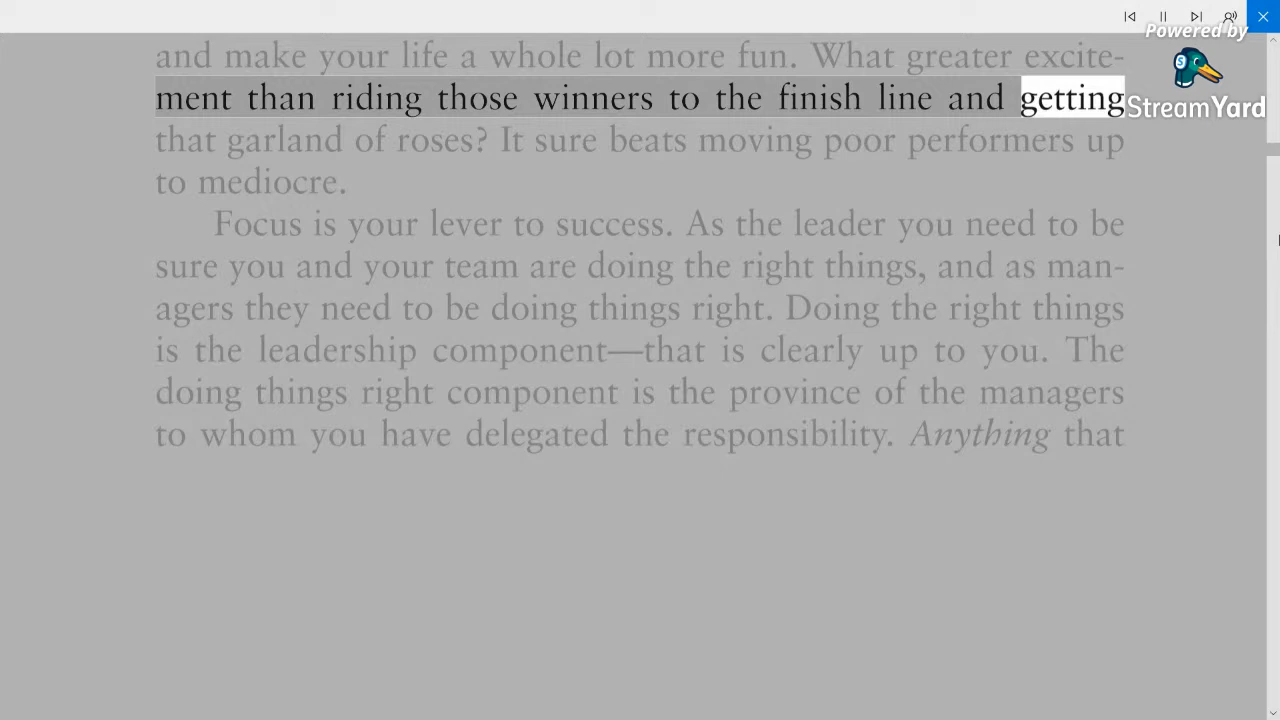 Powered by
StreamYard
and make your life a whole lot more fun. What greater excite-
ment than riding those winners to the finish line and getting
that garland of roses? It sure beats moving poor performers up
to mediocre.
Focus is your lever to success. As the leader you need to be
sure you and your team are doing the right things, and as man-
agers they need to be doing things right. Doing the right things
is the leadership component—that is clearly up to you. The
doing things right component is the province of the managers
to whom you have delegated the responsibility. Anything that